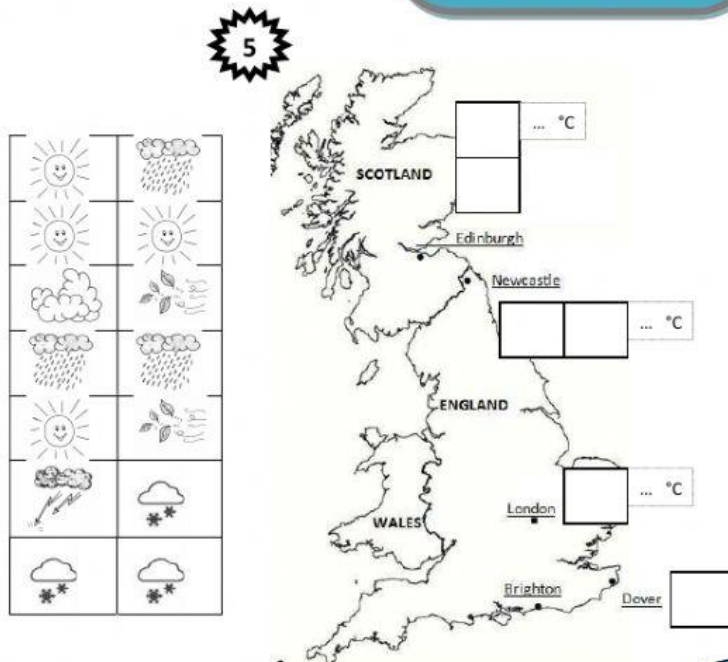 5
... °C
SCOTLAND
Edinburgh
Newcastle
... °C
ENGLAND
... °C
London
WALES
Brighton
Dover